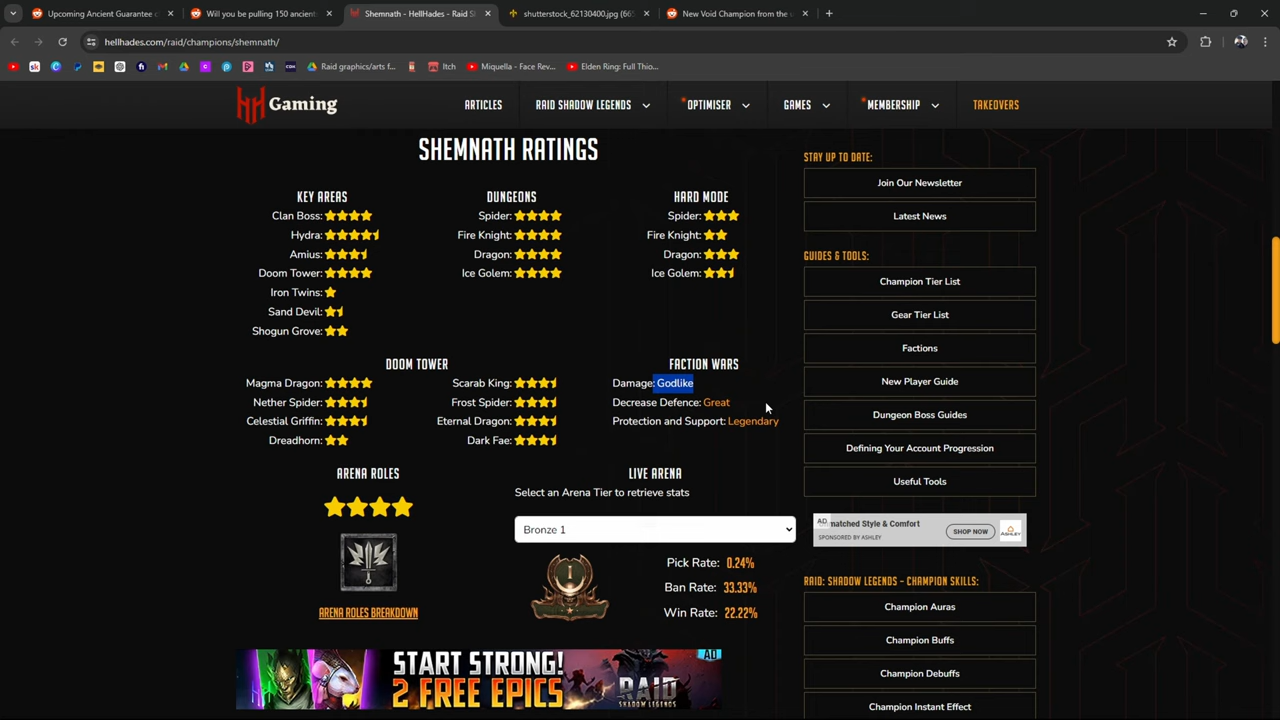 Upcoming Ancient Guarantee c
Will you be pulling 150 ancient
Shemnath - HellHades - Raid S
shutterstock_62130400.jpg (665
New Void Champion from the
hellhades.com/raid/champions/shemnath/
Raid graphics/arts f...
Itch
Miquella - Face Rev...
Elden Ring: Full Thio...
Gaming
ARTICLES
RAID SHADOW LEGENDS
OPTIMISER
GAMES
MEMBERSHIP
TAKEOVERS
SHEMNATH RATINGS
KEY AREAS
Clan Boss:
Hydra:
Amius:
Doom Tower:
Iron Twins:
Sand Devil:
Shogun Grove:
DUNGEONS
Spider:
Fire Knight:
Dragon:
Ice Golem:
HARD MODE
Spider:
Fire Knight:
Dragon:
Ice Golem:
DOOM TOWER
Magma Dragon:
Nether Spider:
Celestial Griffin:
Dreadhorn:
Scarab King:
Frost Spider:
Eternal Dragon:
Dark Fae:
FACTION WARS
Damage: Godlike
Decrease Defence: Great
Protection and Support: Legendary
ARENA ROLES
ARENA ROLES BREAKDOWN
LIVE ARENA
Select an Arena Tier to retrieve stats
Bronze 1
Pick Rate: 0.24%
Ban Rate: 33.33%
Win Rate: 22.22%
START STRONG!
2 FREE EPICS
RAID
SHADOW LEGENDS
AD
STAY UP TO DATE:
Join Our Newsletter
Latest News
GUIDES & TOOLS:
Champion Tier List
Gear Tier List
Factions
New Player Guide
Dungeon Boss Guides
Defining Your Account Progression
Useful Tools
AD
matched Style & Comfort
SPONSORED BY ASHLEY
SHOP NOW
ASHLEY
RAID: SHADOW LEGENDS - CHAMPION SKILLS:
Champion Auras
Champion Buffs
Champion Debuffs
Champion Instant Effect